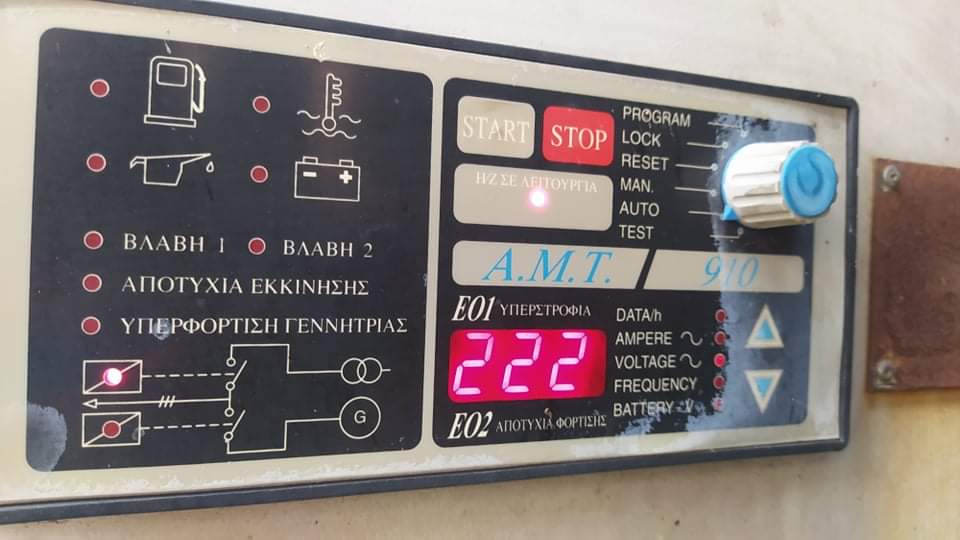 ΒΛΑΒΗ 1
ΒΛΑΒΗ 2
ΑΠΟΤΥΧΙΑ ΕΚΚΙΝΗΣΗΣ
ΥΠΕΡΦΟΡΤΙΣΗ ΓΕΝΝΗΤΡΙΑΣ
G
START
STOP
Η/Ζ ΣΕ ΛΕΙΤΟΥΡΓΙΑ
PROGRAM
LOCK
RESET
MAN.
AUTO
TEST
A.M.T. 910
E01 ΥΠΕΡΣΤΡΟΦΙΑ
222
E02 ΑΠΟΤΥΧΙΑ ΦΟΡΤΙΣΗΣ
DATA/h
AMPERE
VOLTAGE
FREQUENCY
BATTERY - V